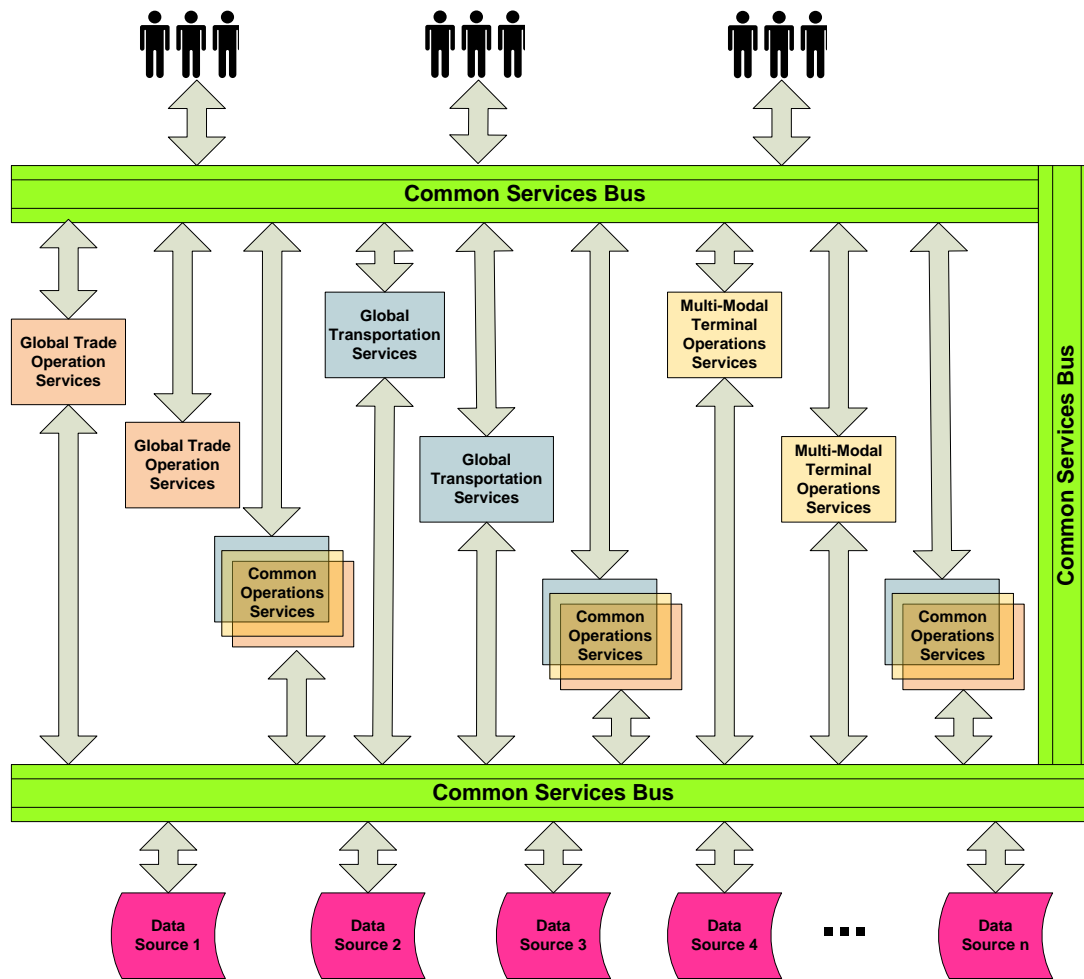 Common Services Bus
Global Trade
Operation
Services
Global
Transportation
Services
Multi-Modal
Terminal
Operations
Services
Global Trade
Operation
Services
Global
Transportation
Services
Multi-Modal
Terminal
Operations
Services
Common
Operations
Services
Common
Operations
Services
Common
Operations
Services
Common Services Bus
Common Services Bus
Data
Source 1
Data
Source 2
Data
Source 3
Data
Source 4
...
Data
Source n